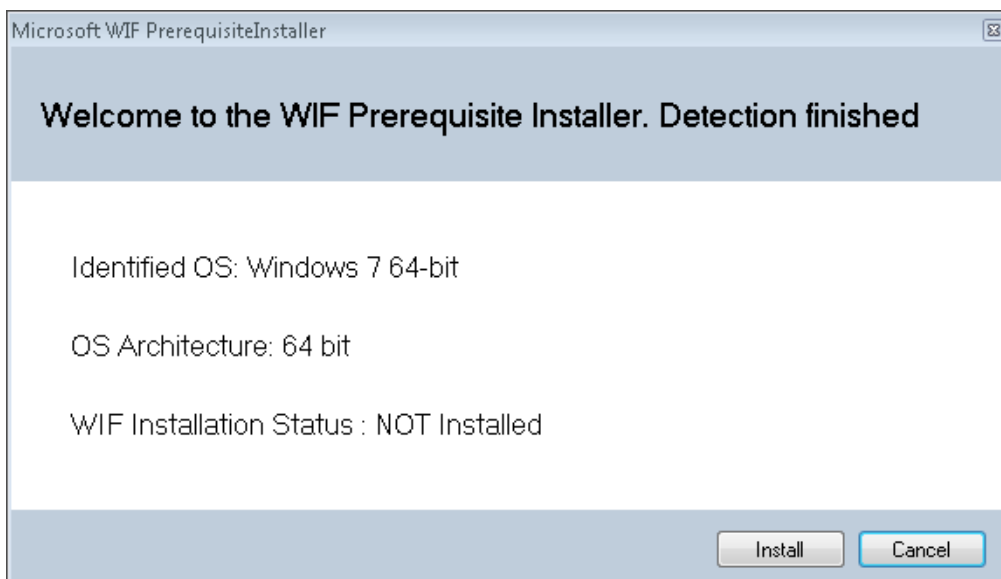 Microsoft WIF PrerequisiteInstaller
Welcome to the WIF Prerequisite Installer. Detection finished
Identified OS: Windows 7 64-bit
OS Architecture: 64 bit
WIF Installation Status : NOT Installed
Install
Cancel